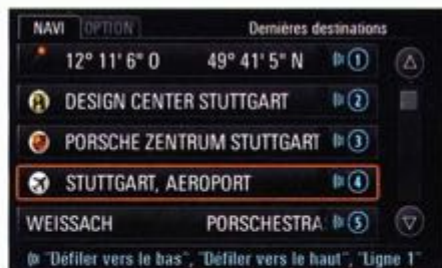 NAVI OPTION Dernières destinations
12° 11' 6" O 49° 41' 5" N 1
DESIGN CENTER STUTTGART 2
PORSCHE ZENTRUM STUTTGART 3
STUTTGART, AEROPORT 4
WEISSACH PORSCHESTRA 5
"Défiler vers le bas", "Défiler vers le haut", "Ligne 1"